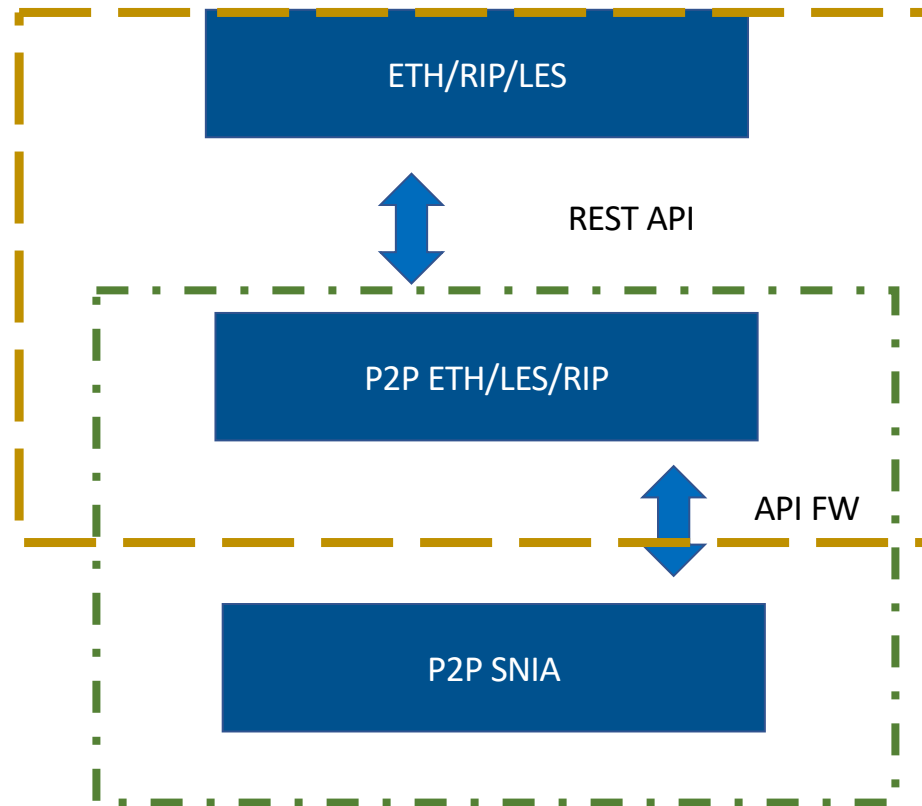 ETH/RIP/LES
REST API
P2P ETH/LES/RIP
API FW
P2P SNIA